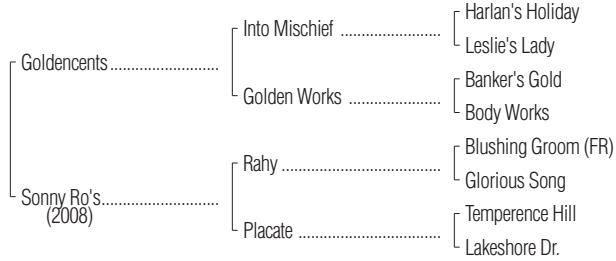 Harlan's Holiday
Into Mischief ........................
Leslie's Lady
Goldencents..........................
Banker's Gold
Golden Works ......................
Body Works
Blushing Groom (FR)
Rahy ......................................
Glorious Song
Sonny Ro's............................
(2008)
Temperence Hill
Placate ..................................
Lakeshore Dr.